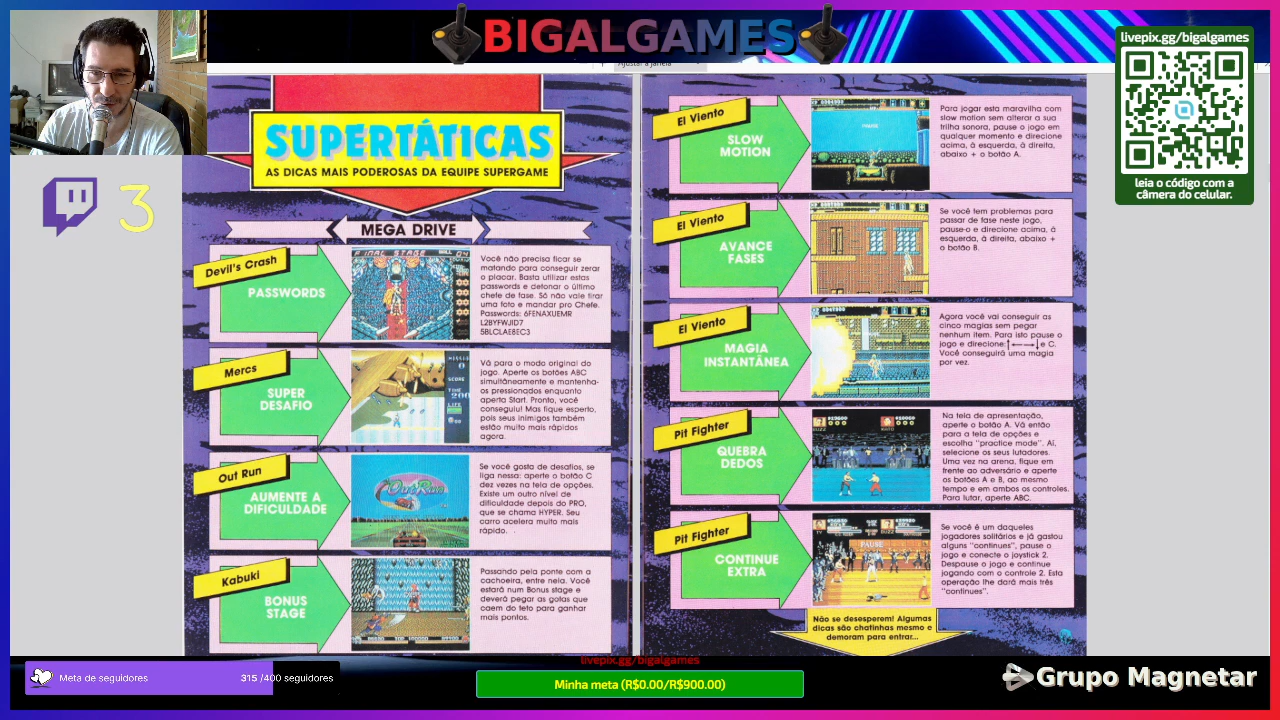 BIGALGAMES
livepix.gg/bigalgames
leia o código com a
câmera do celular.
3
Ajustar à janela
SUPERTÁTICAS
AS DICAS MAIS PODEROSAS DA EQUIPE SUPERGAME
MEGA DRIVE
Devil's Crash
PASSWORDS
FINAL STAGE
Você não precisa ficar se
matando para conseguir zerar
o placar. Basta utilizar estas
passwords e detonar o último
chefe de fase. Só não vale tirar
uma foto e mandar pro Chefe.
Passwords: 6FENAXUEMR
L2BYFWJID7
5BLCLAE8C3
Mercs
SUPER
DESAFIO
SCORE
TIME
200
Vá para o modo original do
jogo. Aperte os botões ABC
simultâneamente e mantenha-
os pressionados enquanto
aperta Start. Pronto, você
conseguiu! Mas fique esperto,
pois seus inimigos também
estão muito mais rápidos
agora.
Out Run
AUMENTE A
DIFICULDADE
OutRun
Se você gosta de desafios, se
liga nessa: aperte o botão C
dez vezes na tela de opções.
Existe um outro nível de
dificuldade depois do PRO,
que se chama HYPER. Seu
carro acelera muito mais
rápido.
Kabuki
BONUS
STAGE
Passando pela ponte com a
cachoeira, entre nela. Você
estará num Bonus stage e
deverá pegar as gotas que
caem do teto para ganhar
mais pontos.
El Viento
SLOW
MOTION
Para jogar esta maravilha com
slow motion sem alterar a sua
trilha sonora, pause o jogo em
qualquer momento e direcione
acima, à esquerda, à direita,
abaixo + o botão A.
El Viento
AVANCE
FASES
Se você tem problemas para
passar de fase neste jogo,
pause-o e direcione acima, à
esquerda, à direita, abaixo +
o botão B.
El Viento
MAGIA
INSTANTÂNEA
Agora você vai conseguir as
cinco magias sem pegar
nenhum item. Para isto pause o
jogo e direcione:↑←→↓e C.
Você conseguirá uma magia
por vez.
Pit Fighter
QUEBRA
DEDOS
Na tela de apresentação,
aperte o botão A. Vá então
para a tela de opções e
escolha "practice mode". Aí,
selecione os seus lutadores.
Uma vez na arena, fique em
frente ao adversário e aperte
os botões A e B, ao mesmo
tempo e em ambos os controles.
Para lutar, aperte ABC.
Pit Fighter
CONTINUE
EXTRA
PAUSE
Se você é um daqueles
jogadores solitários e já gastou
alguns "continues", pause o
jogo e conecte o joystick 2.
Despause o jogo e continue
jogando com o controle 2. Esta
operação lhe dará mais três
"continues".
Não se desesperem! Algumas
dicas são chatinhas mesmo e
demoram para entrar...
Meta de seguidores
315 /400 seguidores
livepix.gg/bigalgames
Minha meta (R$0.00/R$900.00)
Grupo Magnetar